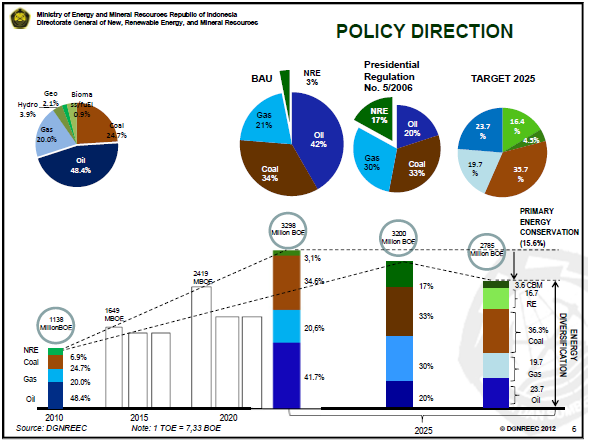 Ministry of Energy and Mineral Resources Republic of Indonesia
Directorate General of New, Renewable Energy, and Mineral Resources
POLICY DIRECTION
Geo
2.1%
Bioma
ss/fuel
0.9%
Hydro
3.9%
Gas
20.0%
Coal
24.7%
Oil
48.4%
BAU
NRE
3%
Gas
21%
Oil
42%
Coal
34%
Presidential
Regulation
No. 5/2006
NRE
17%
Oil
20%
Gas
30%
Coal
33%
TARGET 2025
23.7
%
16.4
%
4.5%
19.7
%
35.7
%
1138
MillionBOE
1649
MBOE
2419
MBOE
3298
Million BOE
3200
Million BOE
2785
Million BOE
PRIMARY
ENERGY
CONSERVATION
(15.6%)
NRE
Coal
Gas
Oil
6.9%
24.7%
20.0%
48.4%
3,1%
34,6%
20,6%
41.7%
17%
33%
30%
20%
3.6 CBM
16.7
RE
36.3%
Coal
19.7
Gas
23.7
Oil
ENERGY
DIVERSIFICATION
2010
2015
2020
2025
Source: DGNREEC
Note: 1 TOE = 7,33 BOE
© DGNREEC 2012
6